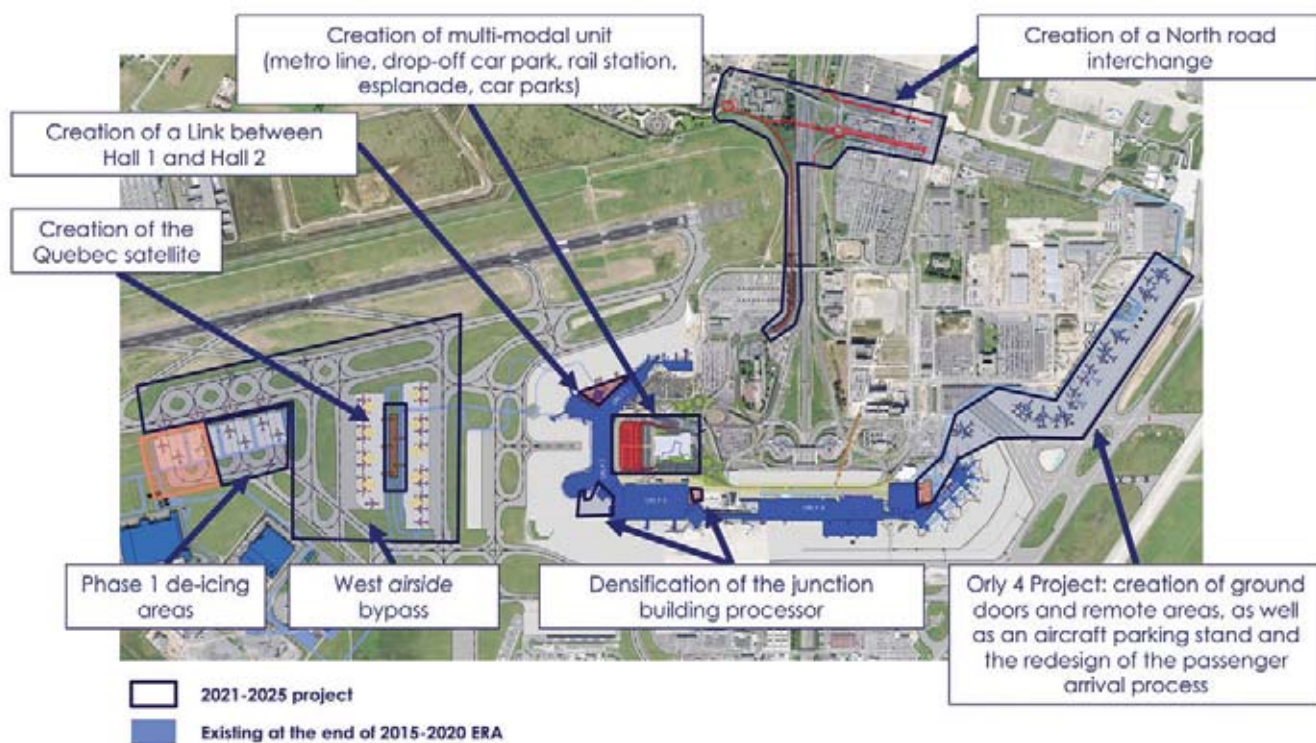 Creation of multi-modal unit
(metro line, drop-off car park, rail station,
esplanade, car parks)
Creation of a North road
interchange
Creation of a Link between
Hall 1 and Hall 2
Creation of the
Quebec satellite
Phase 1 de-icing
areas
West airside
bypass
Densification of the junction
building processor
Orly 4 Project: creation of ground
doors and remote areas, as well
as an aircraft parking stand and
the redesign of the passenger
arrival process
2021-2025 project
Existing at the end of 2015-2020 ERA